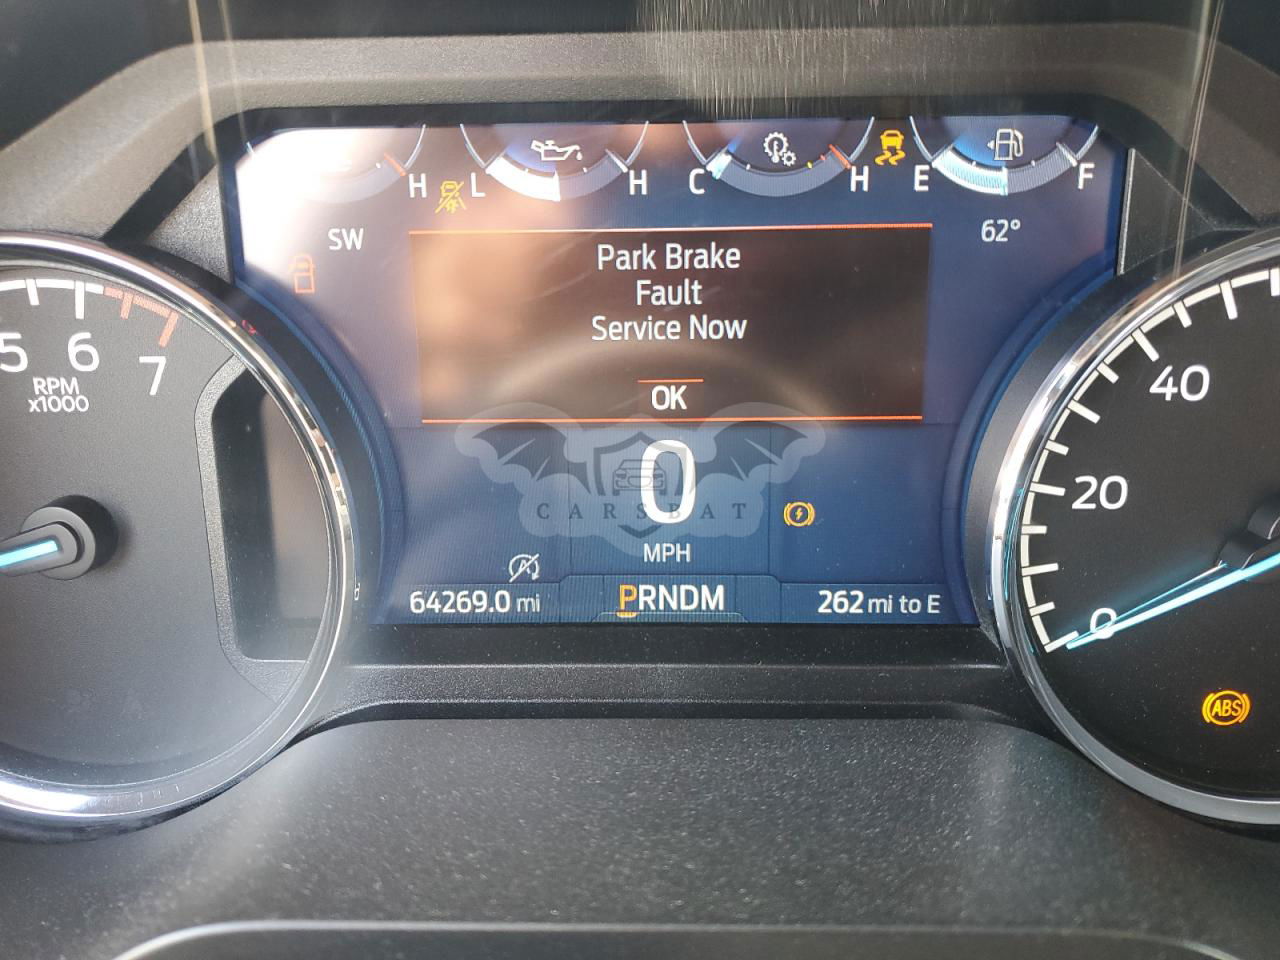 H L H C H E F
SW
62°
Park Brake
Fault
Service Now
OK
5 6 7
RPM
x1000
40
20
0
0
MPH
CARSBAT
64269.0 mi
PRNDM
262 mi to E
ABS